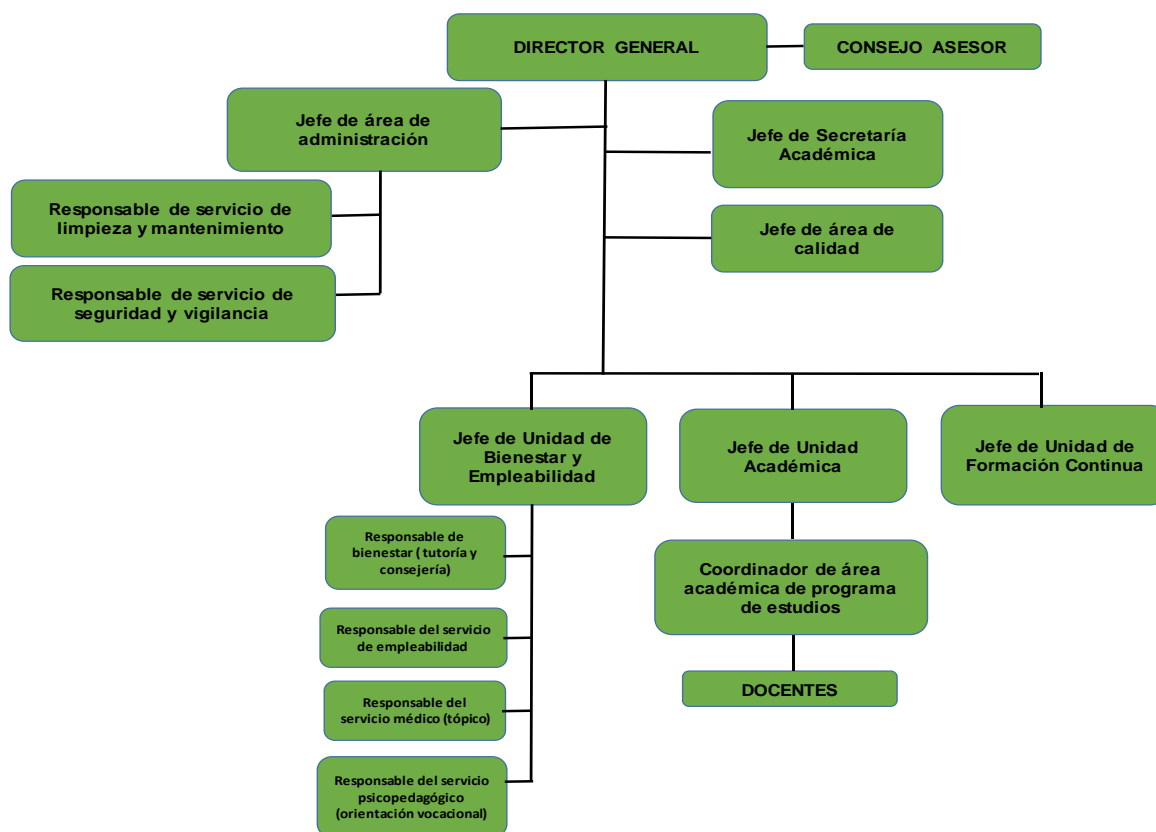 DIRECTOR GENERAL
CONSEJO ASESOR
Jefe de área de
administración
Jefe de Secretaría
Académica
Responsable de servicio de
limpieza y mantenimiento
Jefe de área de
calidad
Responsable de servicio de
seguridad y vigilancia
Jefe de Unidad de
Bienestar y
Empleabilidad
Jefe de Unidad
Académica
Jefe de Unidad de
Formación Continua
Responsable de
bienestar ( tutoría y
consejería)
Coordinador de área
académica de programa
de estudios
Responsable del servicio
de empleabilidad
DOCENTES
Responsable del
servicio médico (tópico)
Responsable del servicio
psicopedagógico
(orientación vocacional)